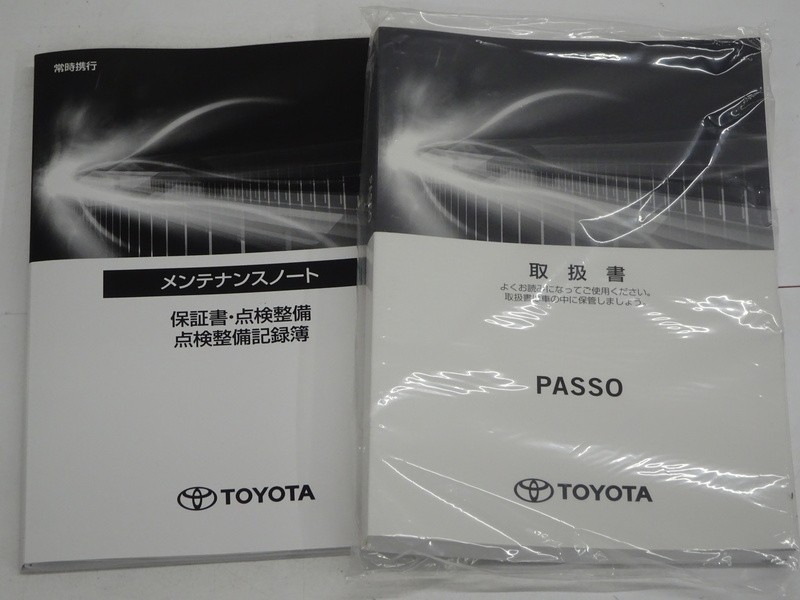 常時携行
メンテナンスノート
保証書・点検整備
点検整備記録簿
TOYOTA
取扱書
よくお読みになってご使用ください。
取扱書は車の中に保管しましょう。
PASSO
TOYOTA